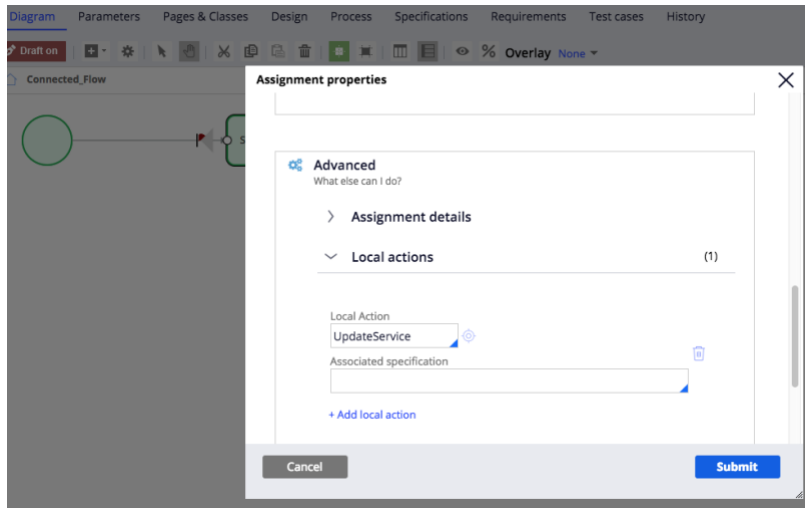 Diagram Parameters Pages & Classes Design Process Specifications Requirements Test cases History
Draft on Overlay None
Connected_Flow
Assignment properties
Advanced
What else can I do?
Assignment details
Local actions (1)
Local Action
UpdateService
Associated specification
+ Add local action
Cancel Submit